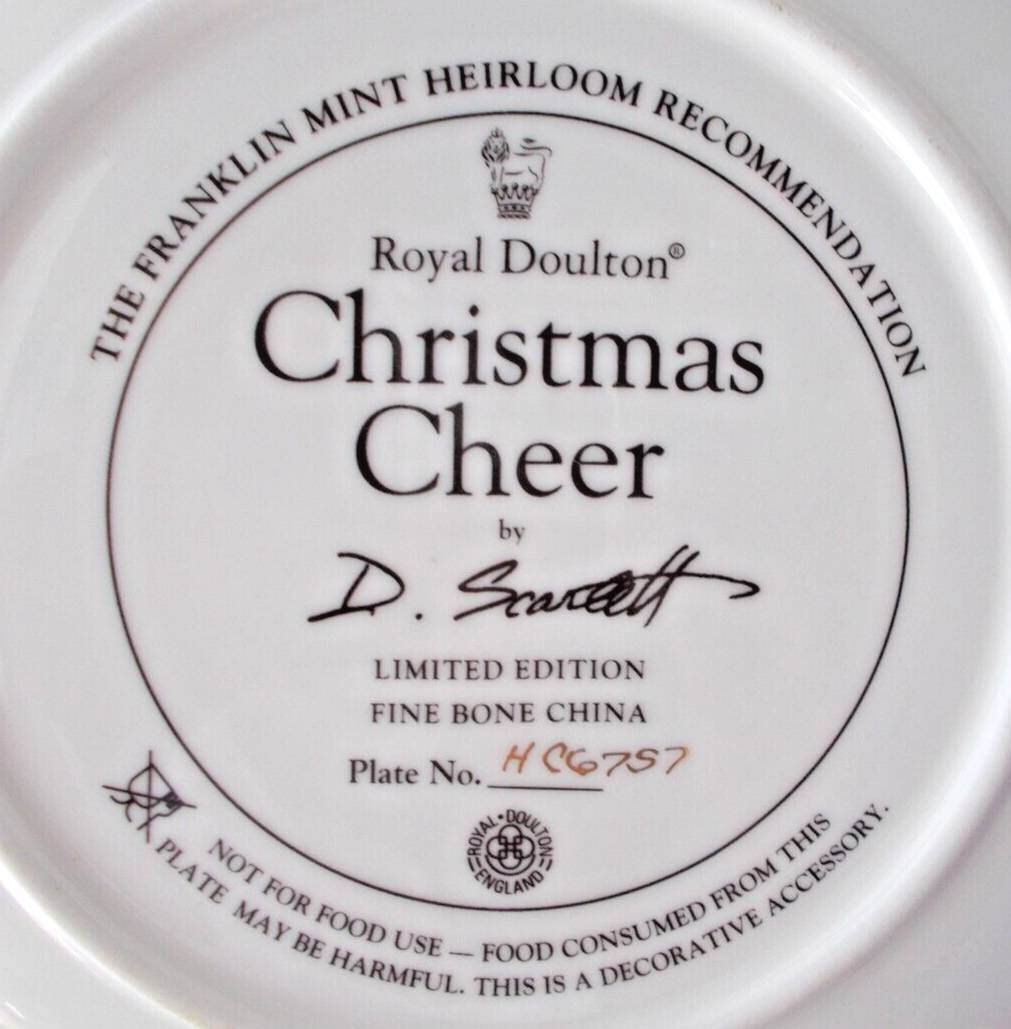 THE FRANKLIN MINT HEIRLOOM RECOMMENDATION
Royal Doulton®
Christmas
Cheer
by
D. Scarlett
LIMITED EDITION
FINE BONE CHINA
Plate No. HC6757
ROYAL • DOULTON
ENGLAND
NOT FOR FOOD USE — FOOD CONSUMED FROM THIS
PLATE MAY BE HARMFUL. THIS IS A DECORATIVE ACCESSORY.